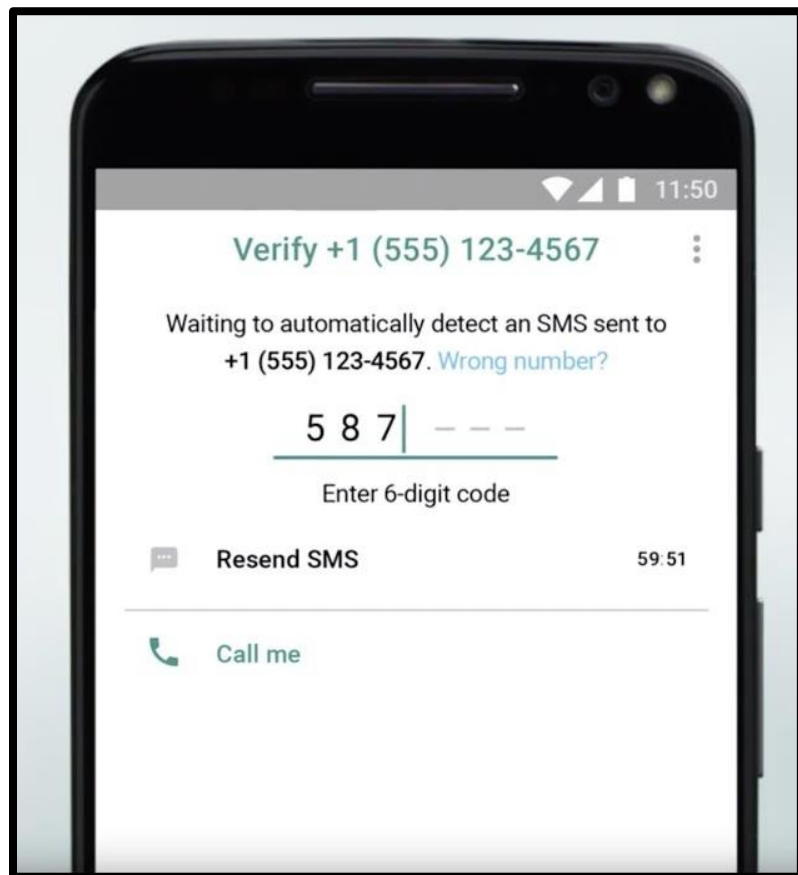 11:50
Verify +1 (555) 123-4567
Waiting to automatically detect an SMS sent to
+1 (555) 123-4567. Wrong number?
5 8 7 – – –
Enter 6-digit code
Resend SMS 59:51
Call me